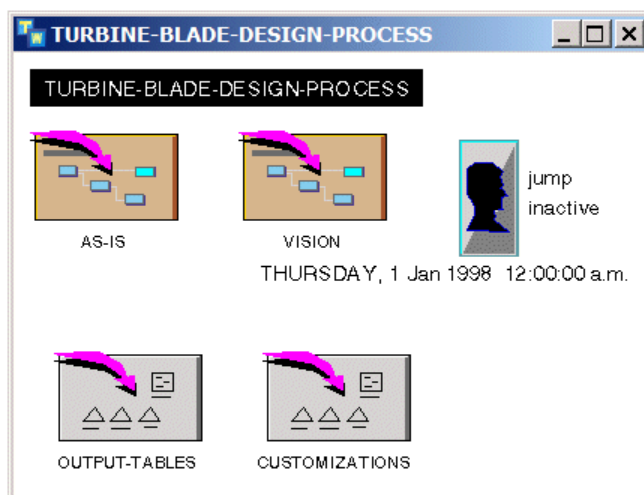 TW TURBINE-BLADE-DESIGN-PROCESS
TURBINE-BLADE-DESIGN-PROCESS
AS-IS
VISION
jump
inactive
THURSDAY, 1 Jan 1998 12:00:00 a.m.
OUTPUT-TABLES
CUSTOMIZATIONS